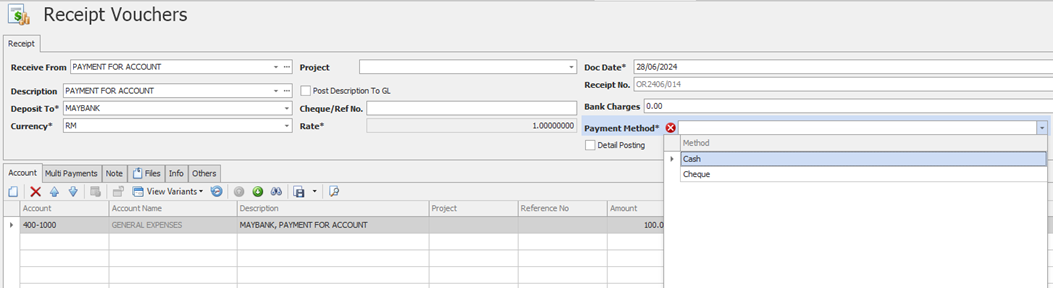 Receipt Vouchers
Receipt
Receive From PAYMENT FOR ACCOUNT Project Doc Date* 28/06/2024
Receipt No. OR2406/014
Description PAYMENT FOR ACCOUNT Post Description To GL
Deposit To* MAYBANK Cheque/Ref No. Bank Charges 0.00
Currency* RM Rate* 1.00000000 Payment Method*
Detail Posting
Method
Cash
Cheque
Account Multi Payments Note Files Info Others
View Variants
Account Account Name Description Project Reference No Amount
400-1000 GENERAL EXPENSES MAYBANK, PAYMENT FOR ACCOUNT 100.0